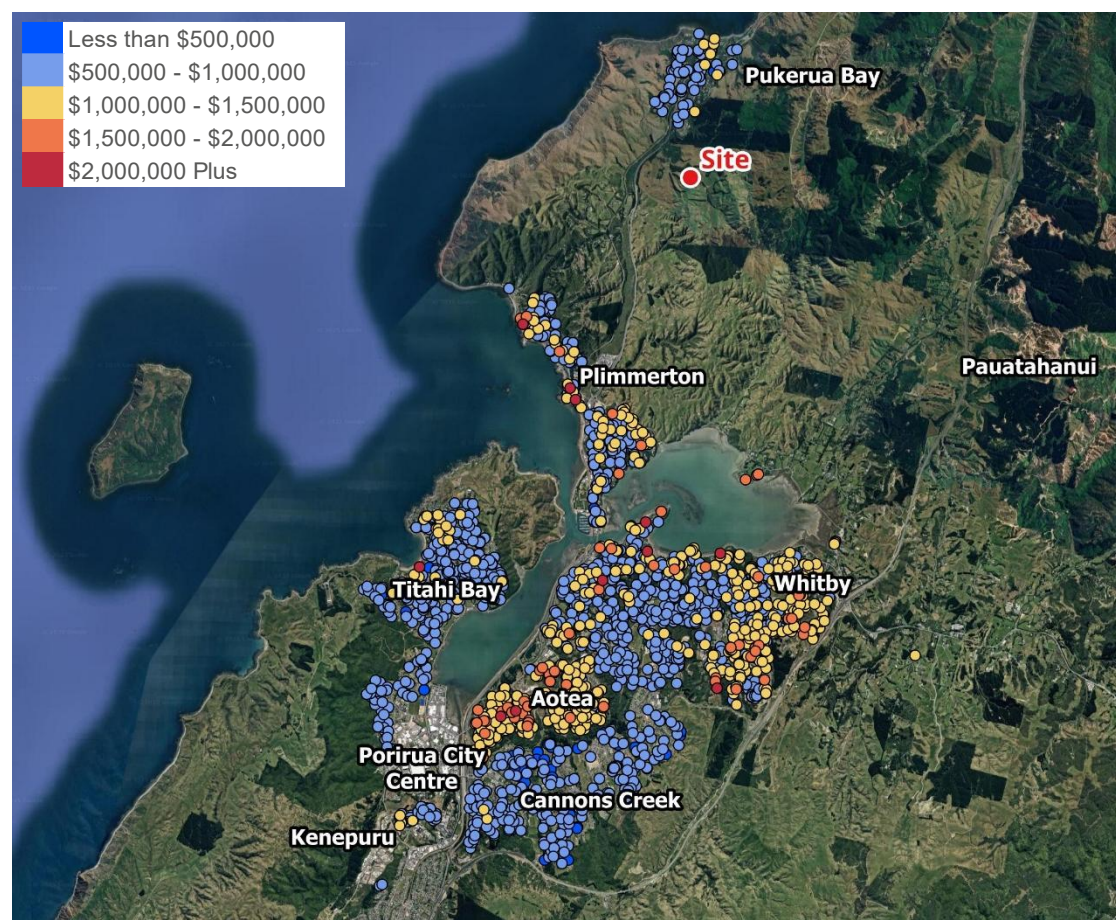 Less than $500,000
$500,000 - $1,000,000
$1,000,000 - $1,500,000
$1,500,000 - $2,000,000
$2,000,000 Plus
Pukerua Bay
Site
Pauatahanui
Plimmerton
Whitby
Titahi Bay
Aotea
Porirua City
Centre
Cannons Creek
Kenepuru